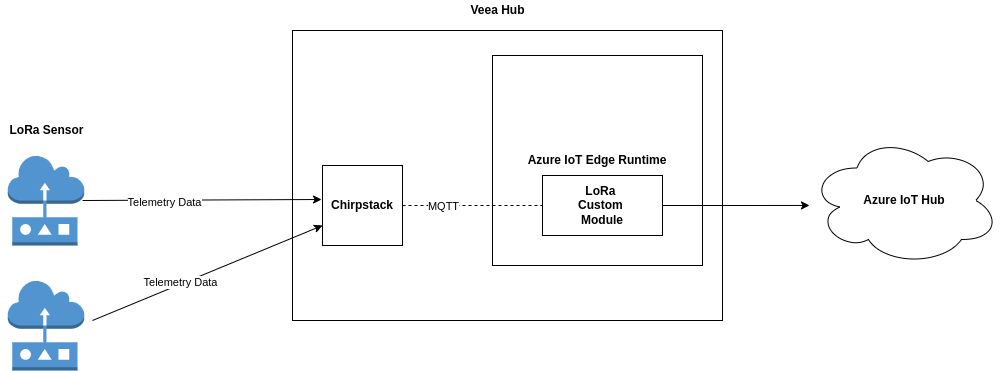 Veea Hub
LoRa Sensor
Azure IoT Edge Runtime
LoRa
Custom
Module
Chirpstack
MQTT
Telemetry Data
Azure IoT Hub
Telemetry Data